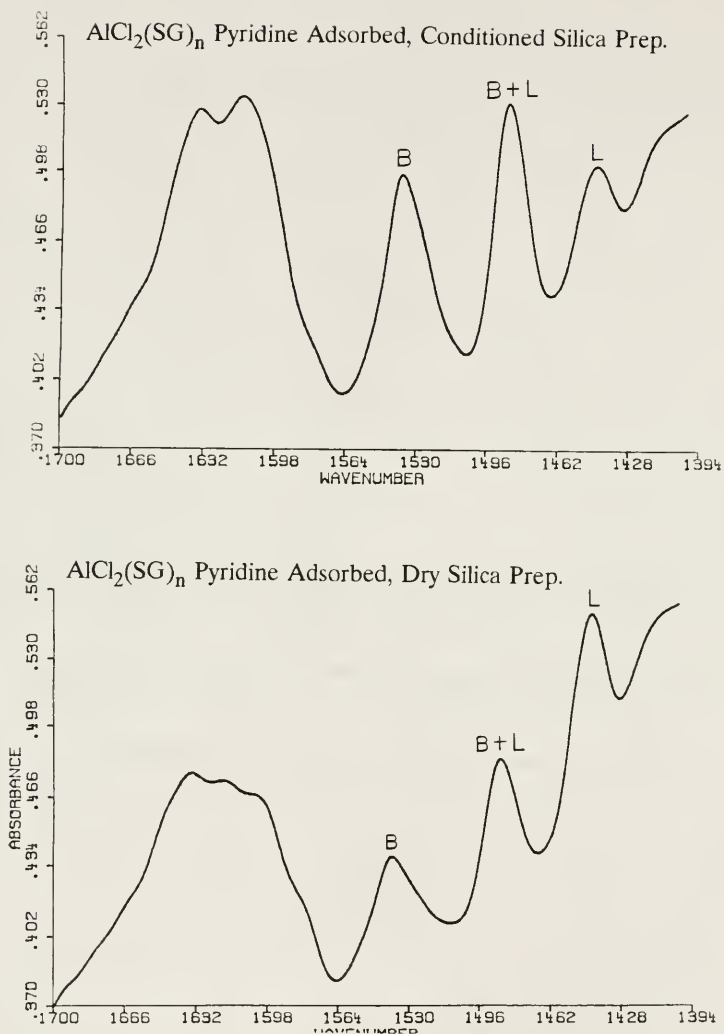 AlCl₂(SG)ₙ Pyridine Adsorbed, Conditioned Silica Prep.
.562
.530
.498
.466
.434
.402
.370
B
B+L
L
1700 1666 1632 1598 1564 1530 1496 1462 1428 1394
WAVENUMBER
AlCl₂(SG)ₙ Pyridine Adsorbed, Dry Silica Prep.
ABSORBANCE
.562
.530
.498
.466
.434
.402
.370
B
B+L
L
1700 1666 1632 1598 1564 1530 1496 1462 1428 1394
WAVENUMBER